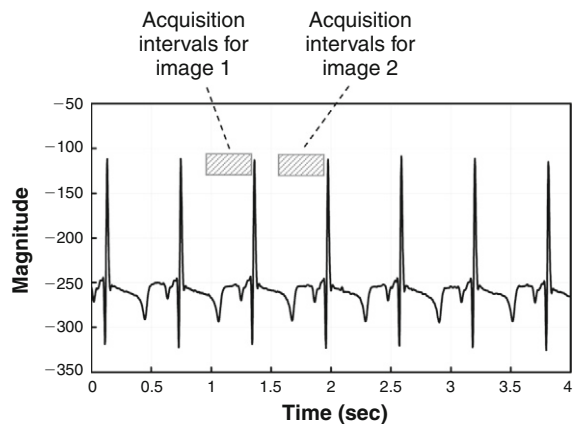 Acquisition
intervals for
image 1
Acquisition
intervals for
image 2
Magnitude
−50
−100
−150
−200
−250
−300
−350
0 0.5 1 1.5 2 2.5 3 3.5 4
Time (sec)